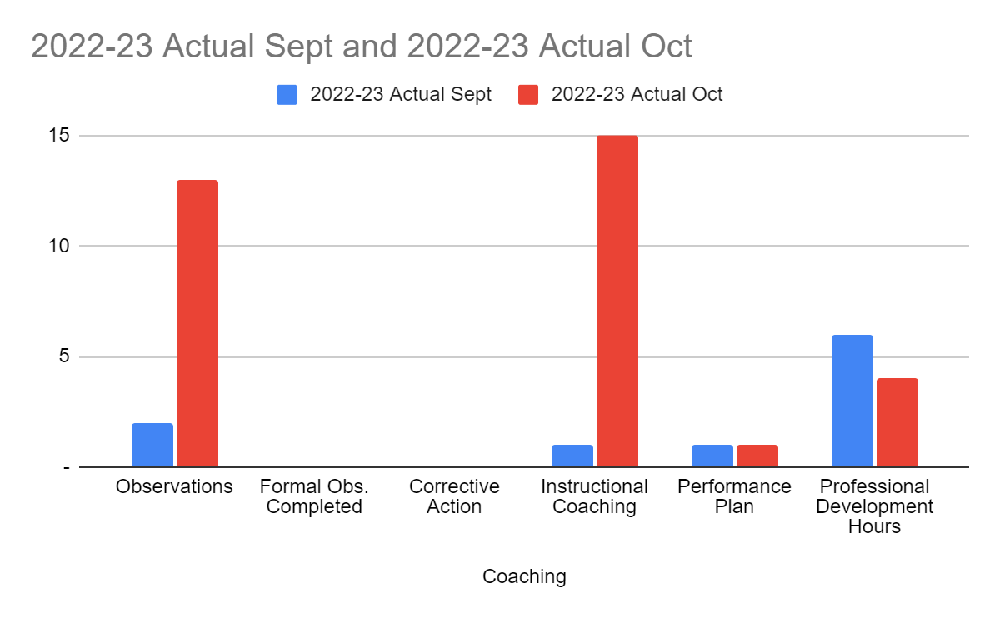 2022-23 Actual Sept and 2022-23 Actual Oct
2022-23 Actual Sept 2022-23 Actual Oct
15
10
5
-
Observations
Formal Obs.
Completed
Corrective
Action
Instructional
Coaching
Performance
Plan
Professional
Development
Hours
Coaching